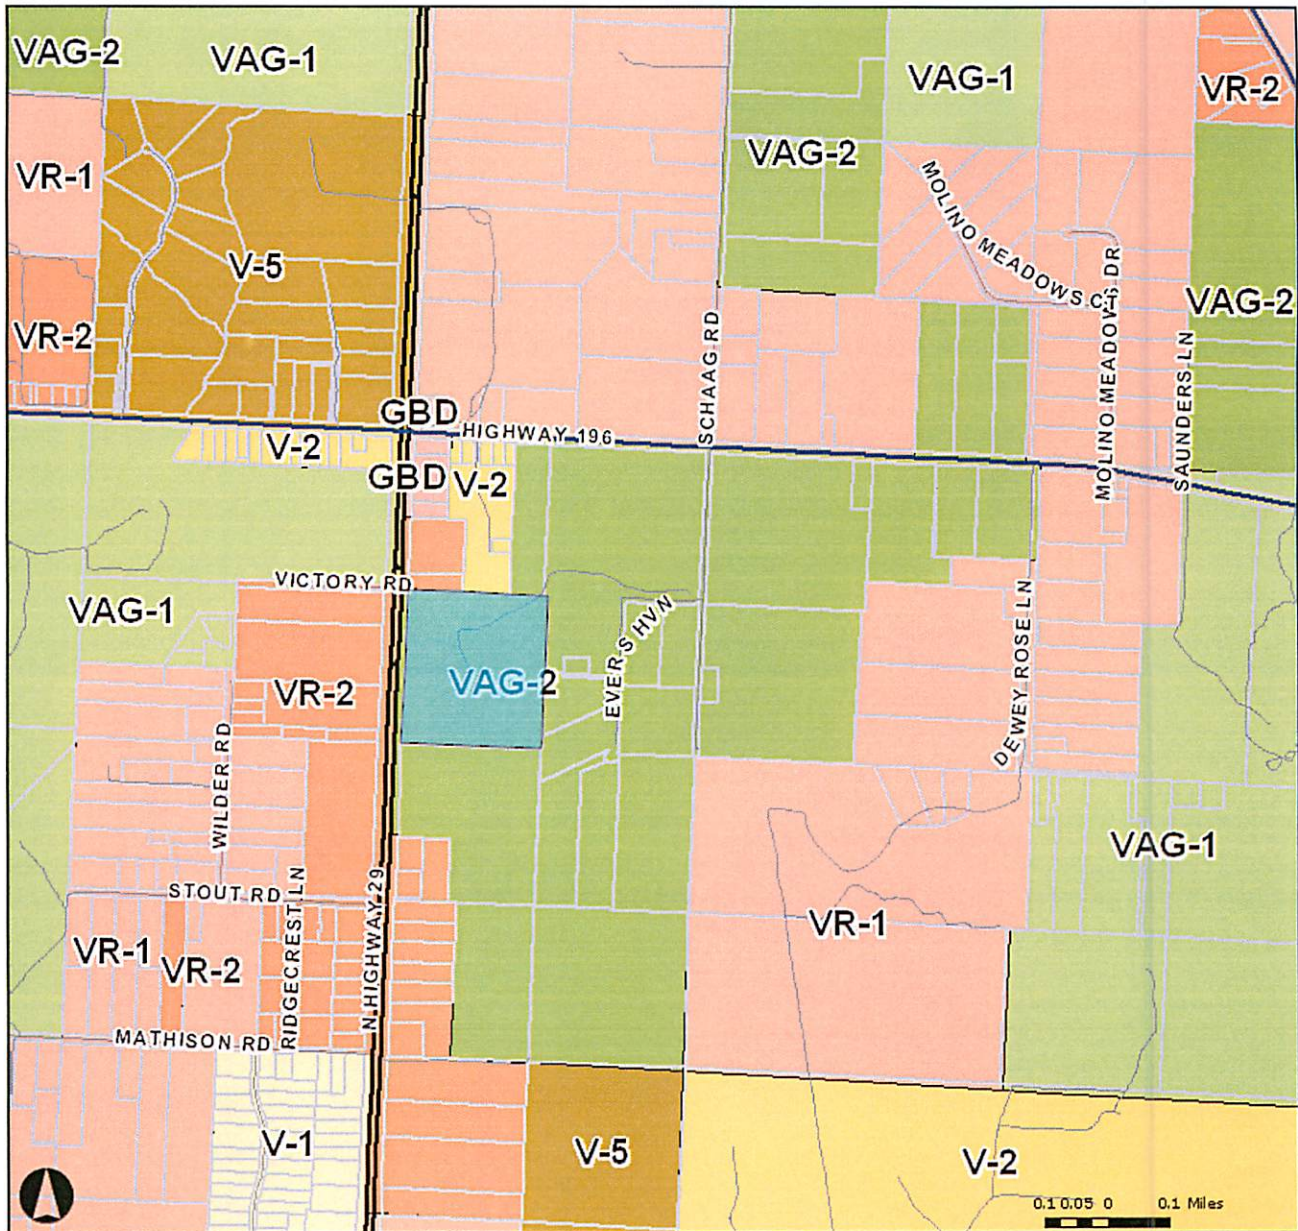 VAG-2
VAG-1
VAG-1
VR-2
VAG-2
VR-1
MOLINO MEADOWS CT
V-5
MOLINO MEADOWS DR
VAG-2
VR-2
SCHAAG RD
SAUNDERS LN
GBD
HIGHWAY 196
V-2
GBD
V-2
VICTORY RD
VAG-1
EVERS HVN
VAG-2
VR-2
DEWEY ROSE LN
WILDER RD
VAG-1
STOUT RD
RIDGECREST LN
N HIGHWAY 29
VR-1
VR-1
VR-2
MATHISON RD
V-1
V-5
V-2
0.1 0.05 0 0.1 Miles